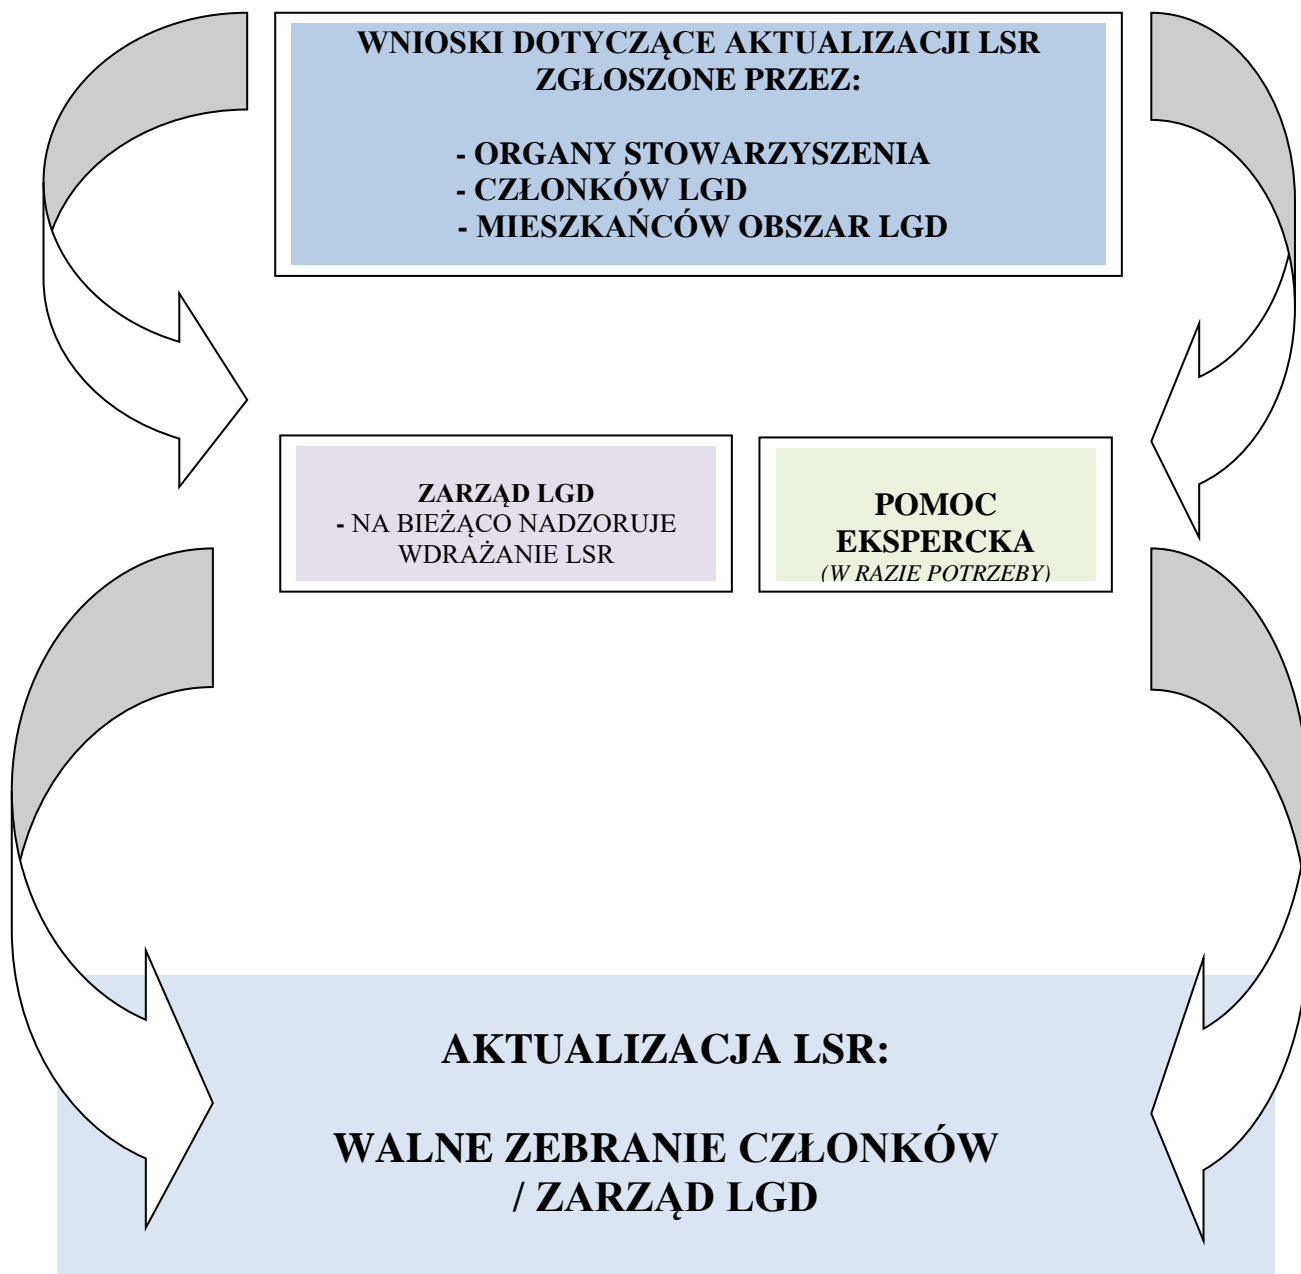 WNIOSKI DOTYCZĄCE AKTUALIZACJI LSR
ZGŁOSZONE PRZEZ:
- ORGANY STOWARZYSZENIA
- CZŁONKÓW LGD
- MIESZKAŃCÓW OBSZAR LGD
ZARZĄD LGD
- NA BIEŻĄCO NADZORUJE
WDRAŻANIE LSR
POMOC
EKSPERCKA
(W RAZIE POTRZEBY)
AKTUALIZACJA LSR:
WALNE ZEBRANIE CZŁONKÓW
/ ZARZĄD LGD